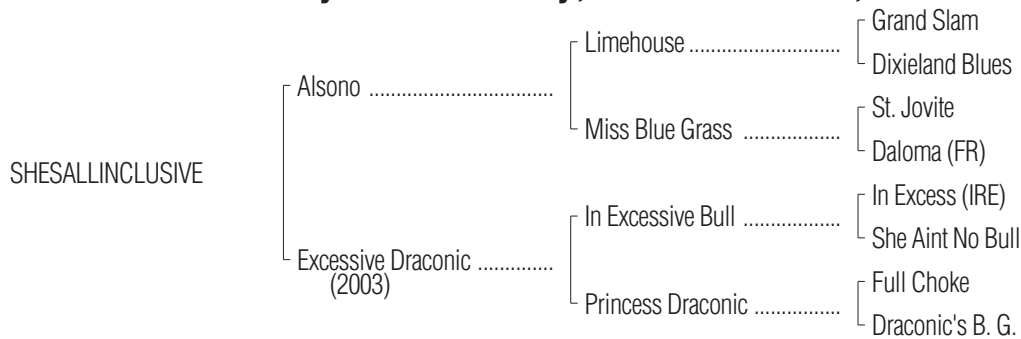 Grand Slam
Limehouse ............................
Dixieland Blues
Alsono ..................................
St. Jovite
Miss Blue Grass ..................
Daloma (FR)
SHESALLINCLUSIVE
In Excess (IRE)
In Excessive Bull ..................
She Aint No Bull
Excessive Draconic ..............
(2003)
Full Choke
Princess Draconic ................
Draconic's B. G.